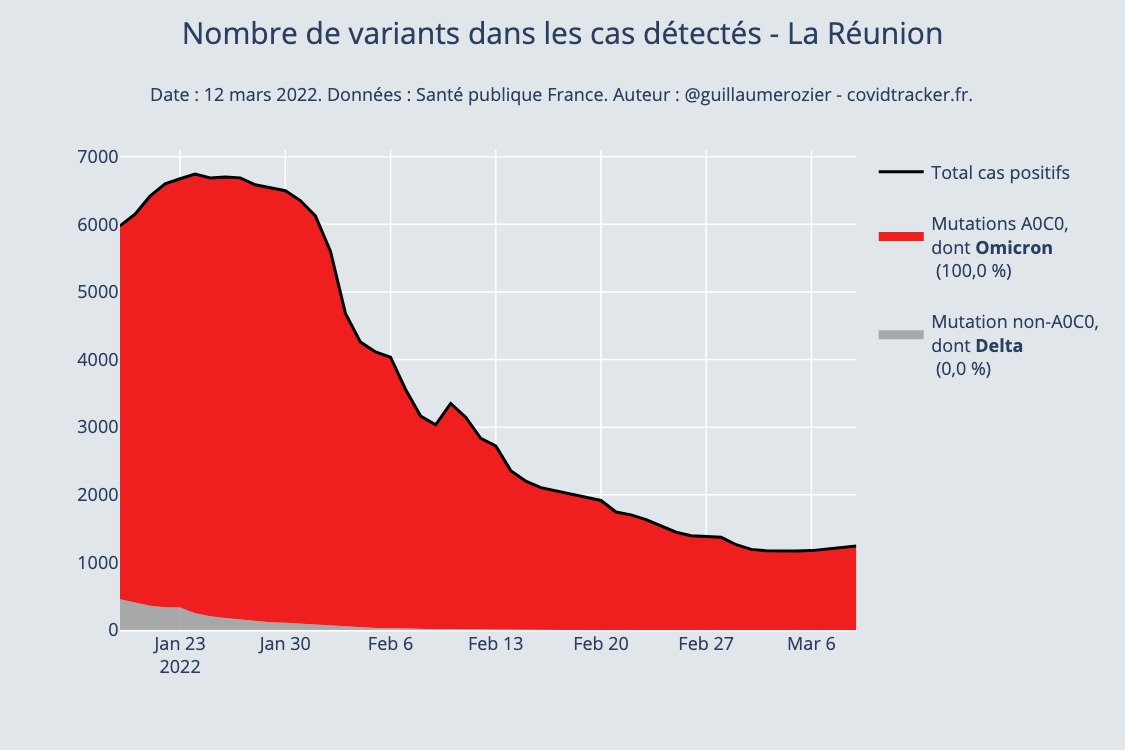 Nombre de variants dans les cas détectés - La Réunion
Date : 12 mars 2022. Données : Santé publique France. Auteur : @guillaumerozier - covidtracker.fr.
7000
6000
5000
4000
3000
2000
1000
0
Jan 23
2022
Jan 30
Feb 6
Feb 13
Feb 20
Feb 27
Mar 6
Total cas positifs
Mutations A0C0,
dont Omicron
(100,0 %)
Mutation non-A0C0,
dont Delta
(0,0 %)